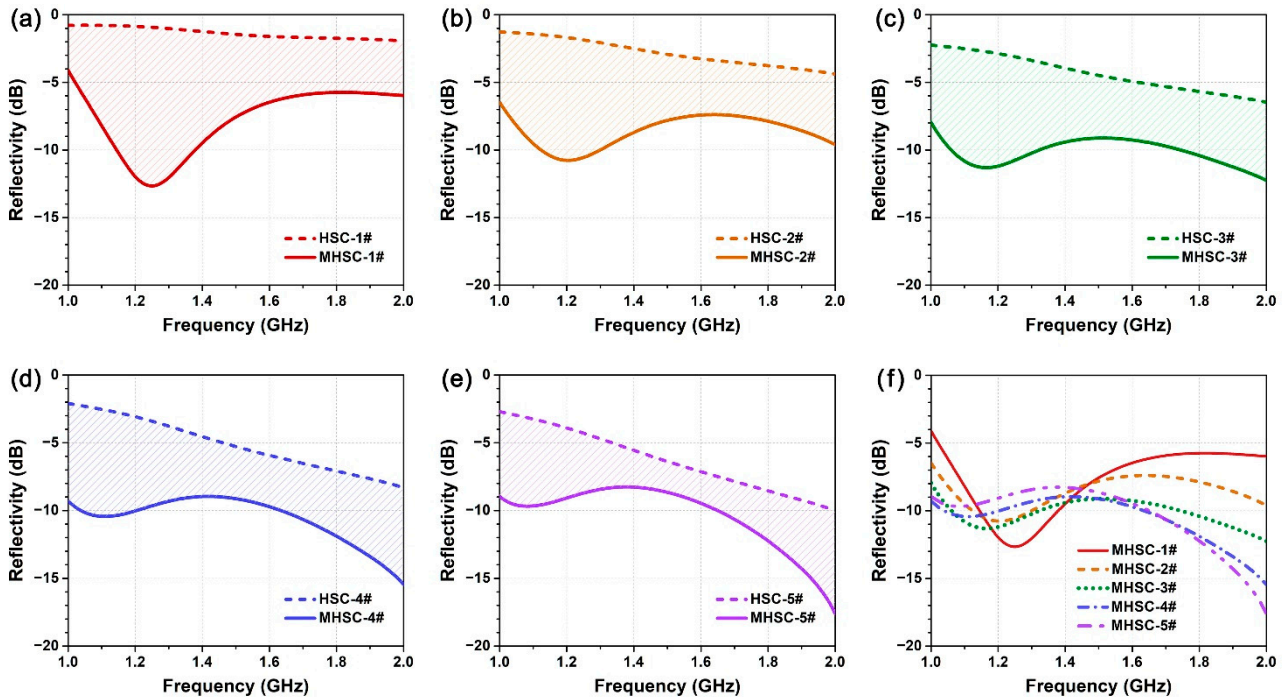 (a)
0
−5
−10
−15
−20
Reflectivity (dB)
HSC-1#
MHSC-1#
1.0 1.2 1.4 1.6 1.8 2.0
Frequency (GHz)
(b)
0
−5
−10
−15
−20
Reflectivity (dB)
HSC-2#
MHSC-2#
1.0 1.2 1.4 1.6 1.8 2.0
Frequency (GHz)
(c)
0
−5
−10
−15
−20
Reflectivity (dB)
HSC-3#
MHSC-3#
1.0 1.2 1.4 1.6 1.8 2.0
Frequency (GHz)
(d)
0
−5
−10
−15
−20
Reflectivity (dB)
HSC-4#
MHSC-4#
1.0 1.2 1.4 1.6 1.8 2.0
Frequency (GHz)
(e)
0
−5
−10
−15
−20
Reflectivity (dB)
HSC-5#
MHSC-5#
1.0 1.2 1.4 1.6 1.8 2.0
Frequency (GHz)
(f)
0
−5
−10
−15
−20
Reflectivity (dB)
MHSC-1#
MHSC-2#
MHSC-3#
MHSC-4#
MHSC-5#
1.0 1.2 1.4 1.6 1.8 2.0
Frequency (GHz)